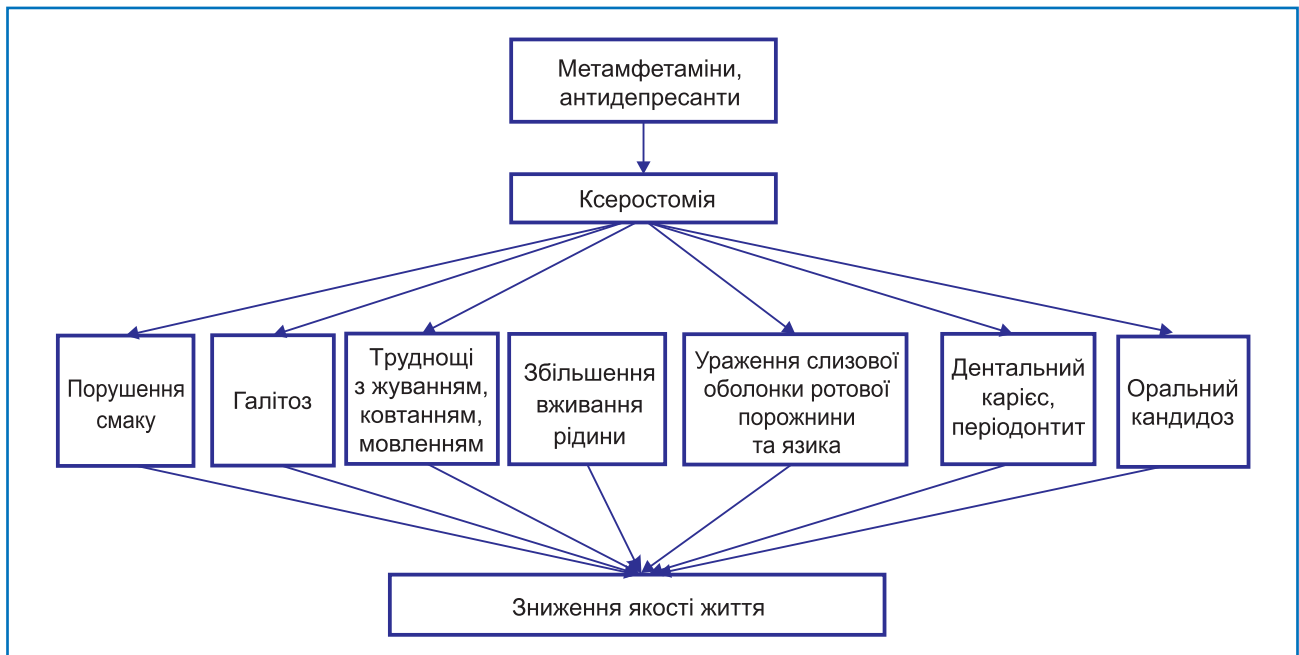 Метамфетаміни,
антидепресанти
Ксеростомія
Порушення
смаку
Галітоз
Труднощі
з жуванням,
ковтанням,
мовленням
Збільшення
вживання
рідини
Ураження слизової
оболонки ротової
порожнини
та язика
Дентальний
карієс,
періодонтит
Оральний
кандидоз
Зниження якості життя